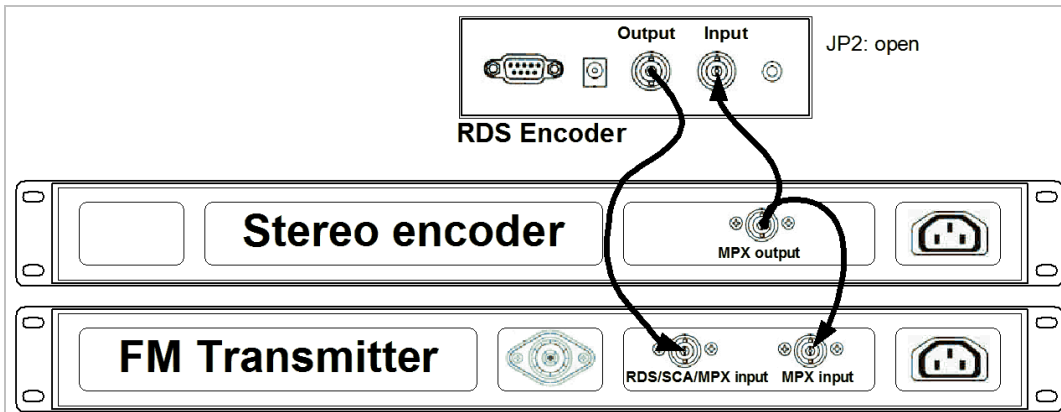 Output Input
JP2: open
RDS Encoder
Stereo encoder
MPX output
FM Transmitter
RDS/SCA/MPX input MPX input